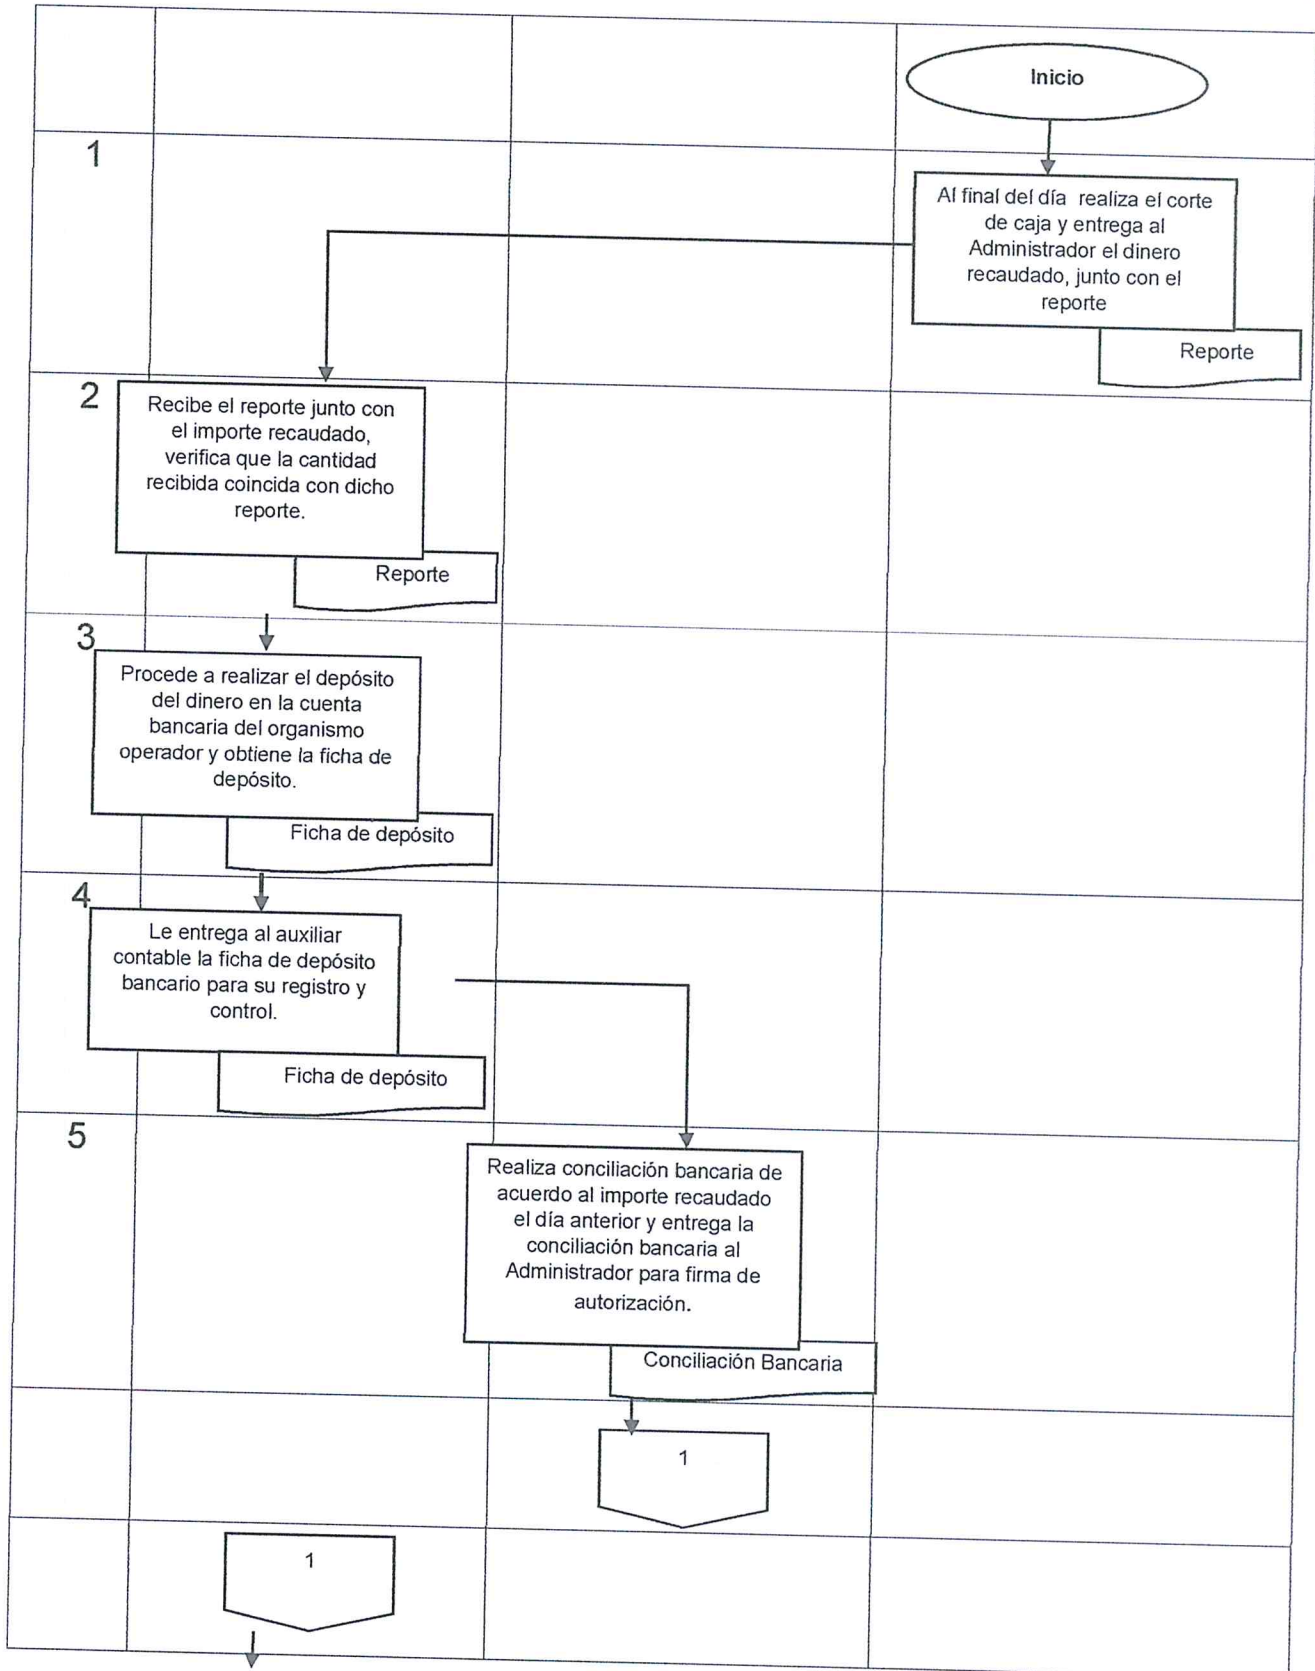 Inicio
1
Al final del día realiza el corte
de caja y entrega al
Administrador el dinero
recaudado, junto con el
reporte
Reporte
2
Recibe el reporte junto con
el importe recaudado,
verifica que la cantidad
recibida coincida con dicho
reporte.
Reporte
3
Procede a realizar el depósito
del dinero en la cuenta
bancaria del organismo
operador y obtiene la ficha de
depósito.
Ficha de depósito
4
Le entrega al auxiliar
contable la ficha de depósito
bancario para su registro y
control.
Ficha de depósito
5
Realiza conciliación bancaria de
acuerdo al importe recaudado
el día anterior y entrega la
conciliación bancaria al
Administrador para firma de
autorización.
Conciliación Bancaria
1
1